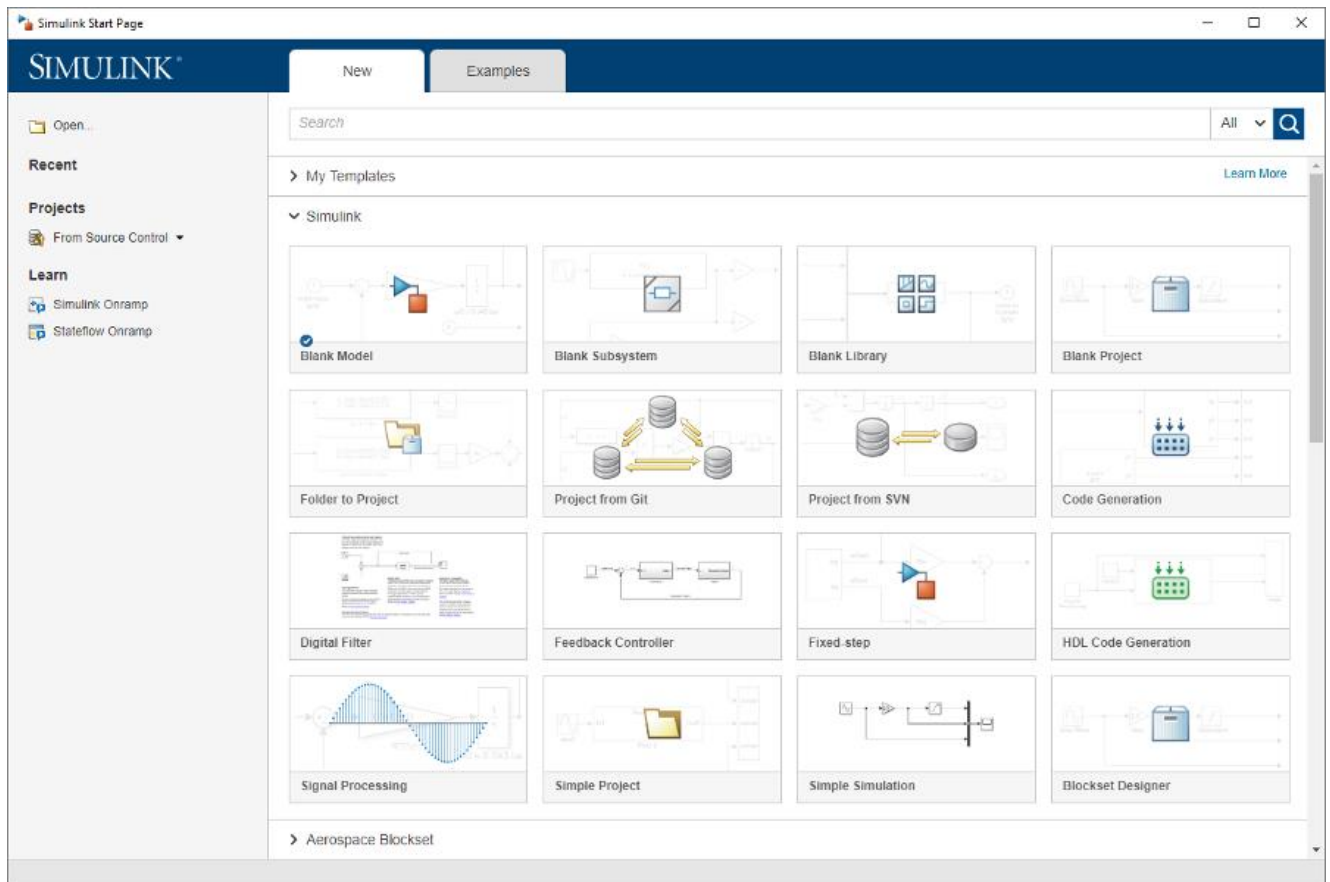 Simulink Start Page
SIMULINK®
New
Examples
Open...
Recent
Projects
From Source Control
Learn
Simulink Onramp
Stateflow Onramp
Search
All
My Templates
Learn More
Simulink
Blank Model
Blank Subsystem
Blank Library
Blank Project
Folder to Project
Project from Git
Project from SVN
Code Generation
Digital Filter
Feedback Controller
Fixed-step
HDL Code Generation
Signal Processing
Simple Project
Simple Simulation
Blockset Designer
Aerospace Blockset